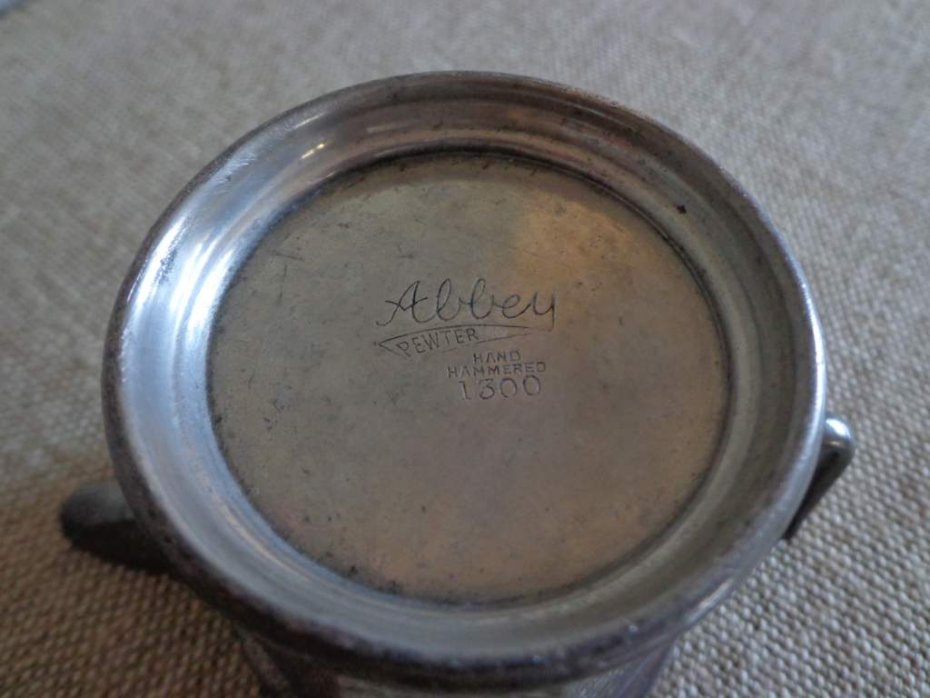 Abbey
PEWTER
HAND
HAMMERED
1300